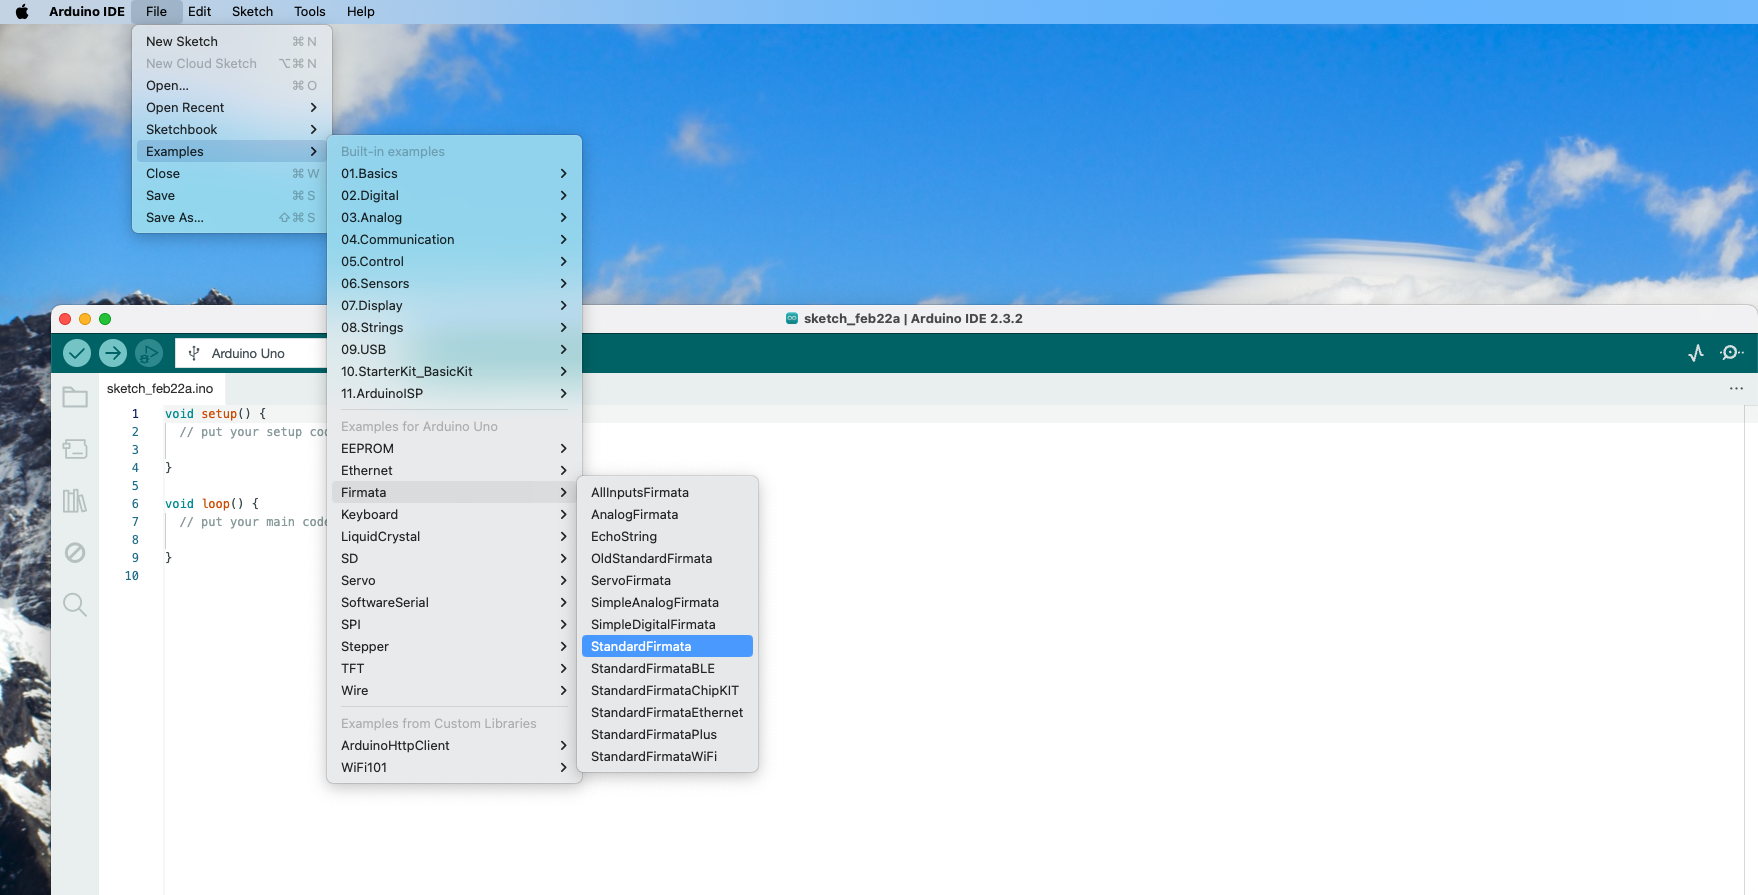 Arduino IDE File Edit Sketch Tools Help
New Sketch ⌘ N
New Cloud Sketch ⌥⌘ N
Open... ⌘ O
Open Recent
Sketchbook
Examples
Close ⌘ W
Save ⌘ S
Save As... ⇧⌘ S
Built-in examples
01.Basics
02.Digital
03.Analog
04.Communication
05.Control
06.Sensors
07.Display
08.Strings
09.USB
10.StarterKit_BasicKit
11.ArduinoISP
Examples for Arduino Uno
EEPROM
Ethernet
Firmata
Keyboard
LiquidCrystal
SD
Servo
SoftwareSerial
SPI
Stepper
TFT
Wire
Examples from Custom Libraries
ArduinoHttpClient
WiFi101
AllInputsFirmata
AnalogFirmata
EchoString
OldStandardFirmata
ServoFirmata
SimpleAnalogFirmata
SimpleDigitalFirmata
StandardFirmata
StandardFirmataBLE
StandardFirmataChipKIT
StandardFirmataEthernet
StandardFirmataPlus
StandardFirmataWiFi
sketch_feb22a | Arduino IDE 2.3.2
Arduino Uno
sketch_feb22a.ino
1 void setup() {
2 // put your setup cod
3
4 }
5
6 void loop() {
7 // put your main code
8
9 }
10